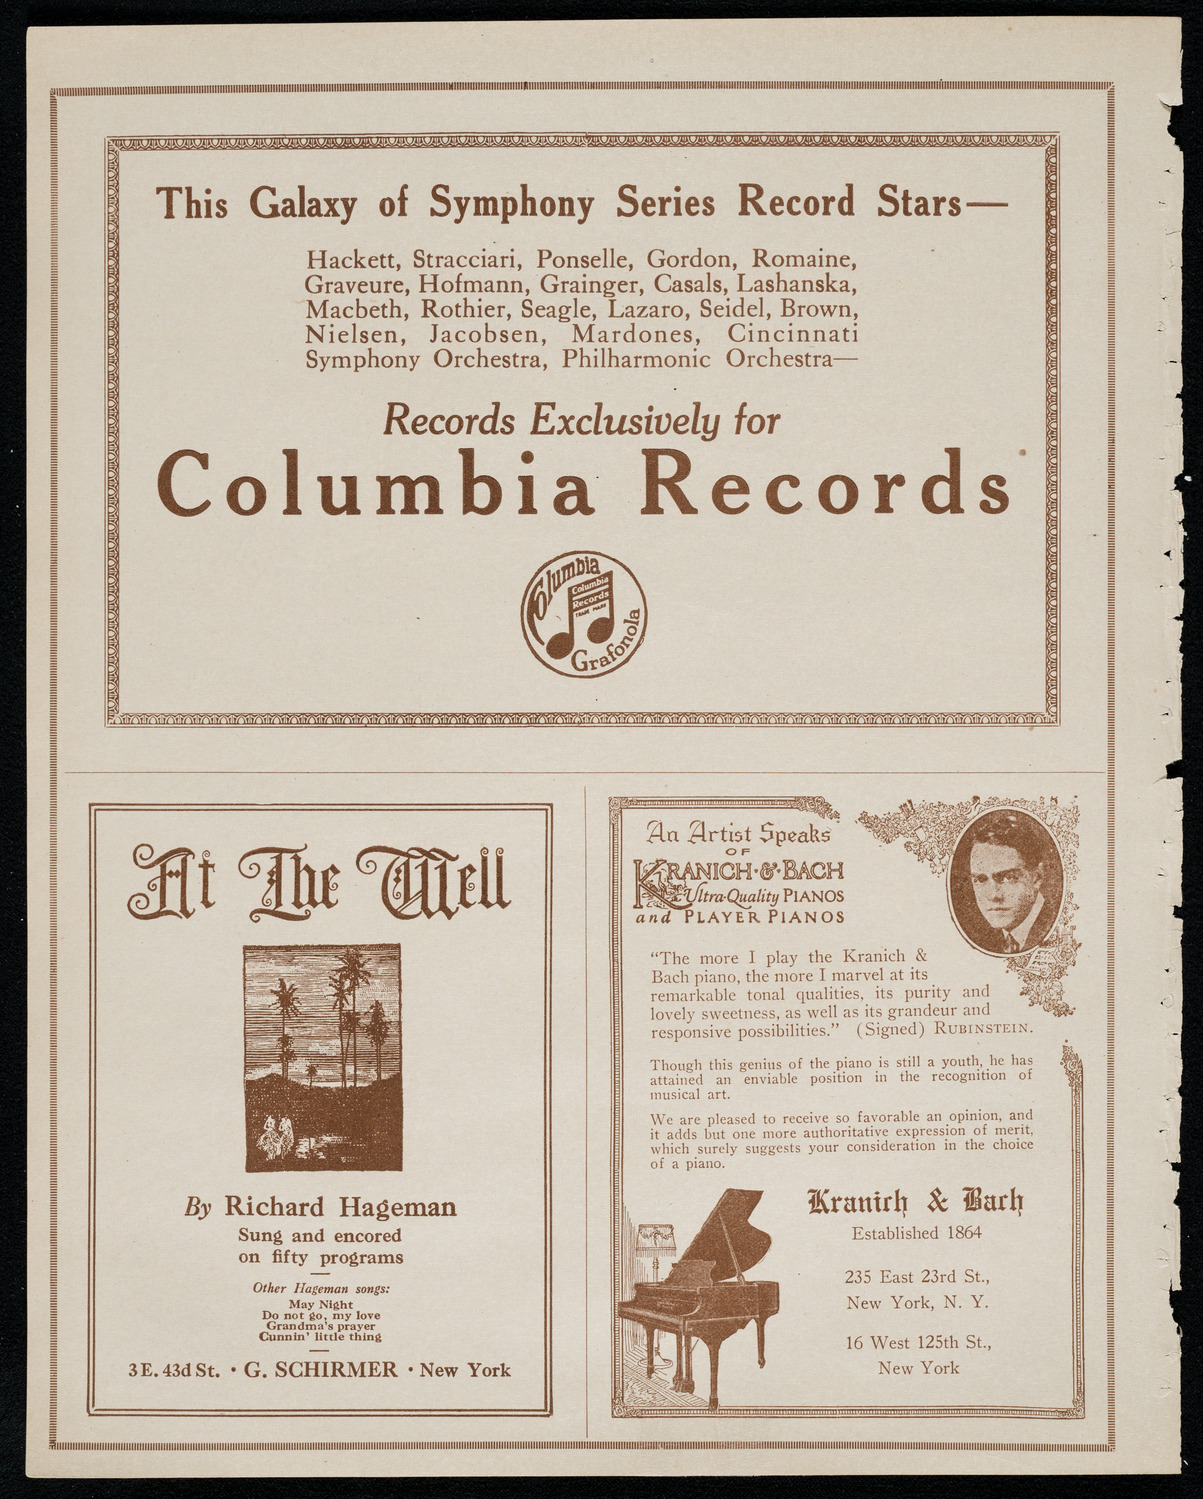 This Galaxy of Symphony Series Record Stars—
Hackett, Stracciari, Ponselle, Gordon, Romaine,
Graveure, Hofmann, Grainger, Casals, Lashanska,
Macbeth, Rothier, Seagle, Lazaro, Seidel, Brown,
Nielsen, Jacobsen, Mardones, Cincinnati
Symphony Orchestra, Philharmonic Orchestra—
Records Exclusively for
Columbia Records
Columbia
Columbia
Records
TRADE MARK
Grafonola
At The Well
By Richard Hageman
Sung and encored
on fifty programs
Other Hageman songs:
May Night
Do not go, my love
Grandma's prayer
Cunnin' little thing
3 E. 43d St. · G. SCHIRMER · New York
An Artist Speaks
OF
KRANICH·&·BACH
Ultra-Quality PIANOS
and PLAYER PIANOS
"The more I play the Kranich &
Bach piano, the more I marvel at its
remarkable tonal qualities, its purity and
lovely sweetness, as well as its grandeur and
responsive possibilities." (Signed) RUBINSTEIN.
Though this genius of the piano is still a youth, he has
attained an enviable position in the recognition of
musical art.
We are pleased to receive so favorable an opinion, and
it adds but one more authoritative expression of merit,
which surely suggests your consideration in the choice
of a piano.
Kranich & Bach
Established 1864
235 East 23rd St.,
New York, N. Y.
16 West 125th St.,
New York